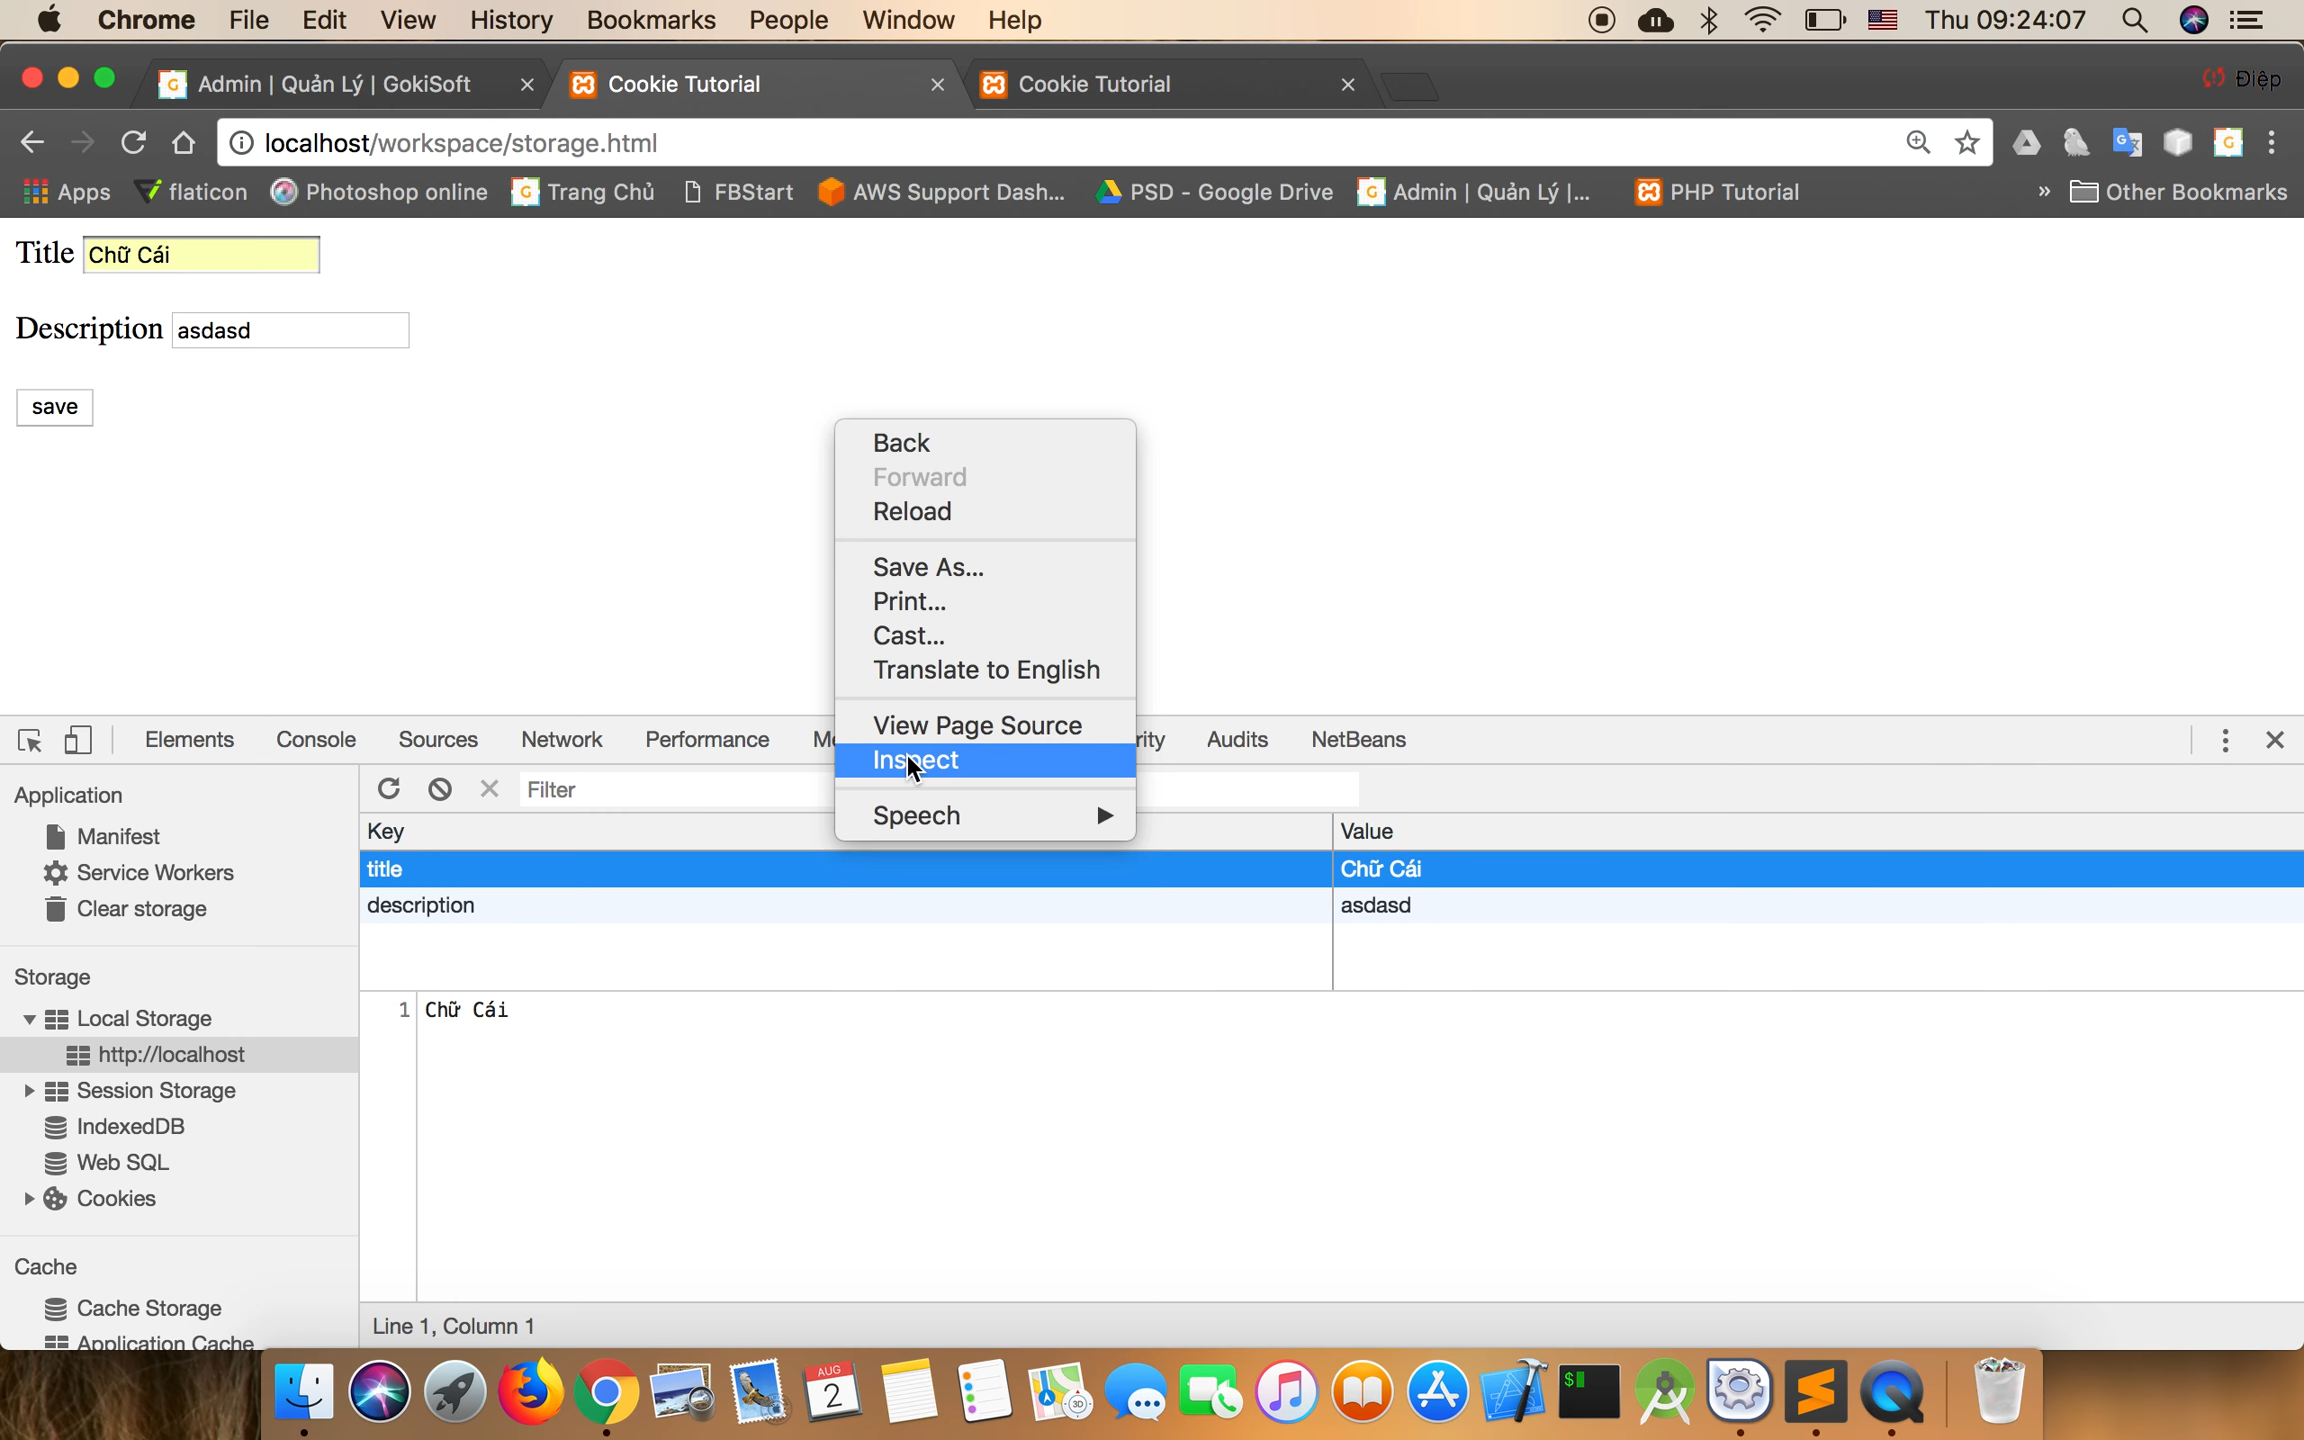 Chrome File Edit View History Bookmarks People Window Help Thu 09:24:07
Admin | Quản Lý | GokiSoft Cookie Tutorial Cookie Tutorial Điệp
localhost/workspace/storage.html
Apps flaticon Photoshop online Trang Chủ FBStart AWS Support Dash... PSD - Google Drive Admin | Quản Lý |... PHP Tutorial » Other Bookmarks
Title Chữ Cái
Description asdasd
save
Back
Forward
Reload
Save As...
Print...
Cast...
Translate to English
View Page Source
Inspect
Speech
Elements Console Sources Network Performance Audits NetBeans
Filter
Application
Manifest
Service Workers
Clear storage
Storage
Local Storage
http://localhost
Session Storage
IndexedDB
Web SQL
Cookies
Cache
Cache Storage
Application Cache
Key Value
title Chữ Cái
description asdasd
1 Chữ Cái
Line 1, Column 1
AUG
2
3D
$